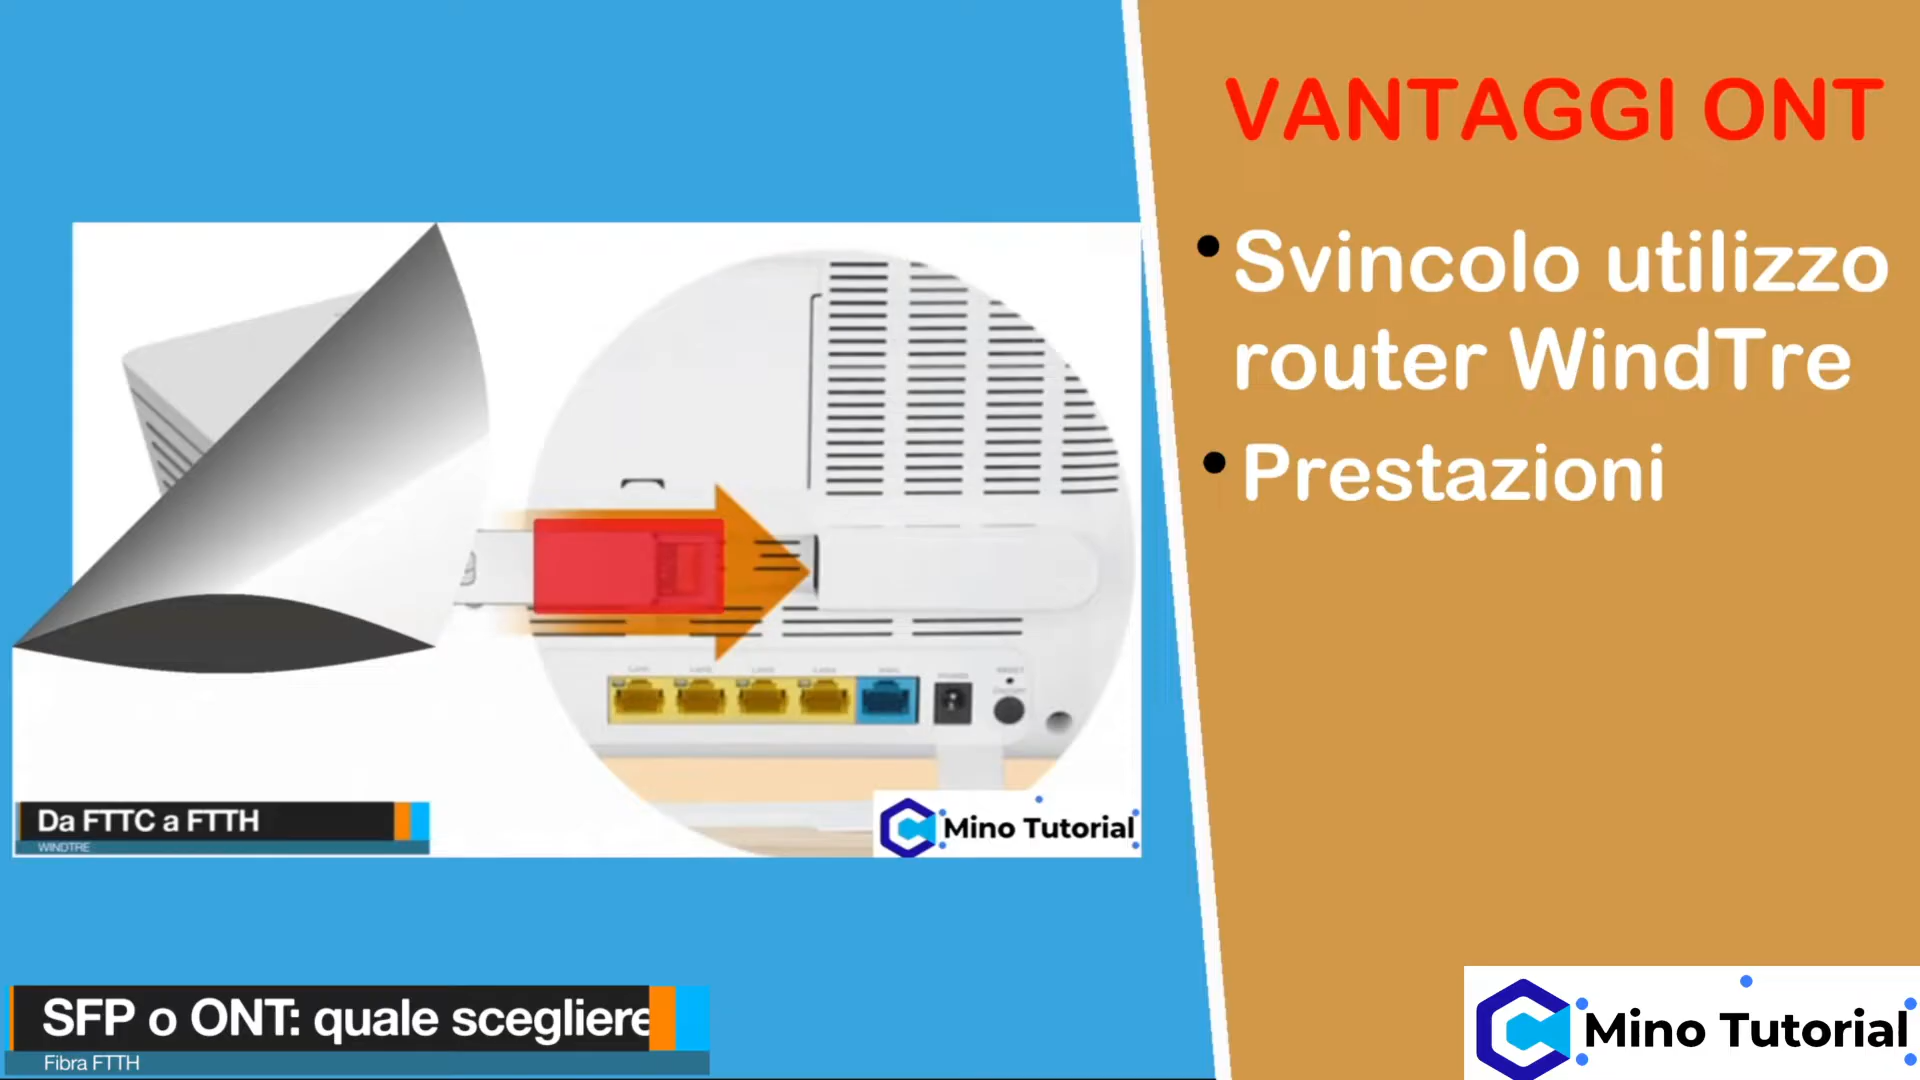 VANTAGGI ONT
• Svincolo utilizzo
router WindTre
• Prestazioni
Da FTTC a FTTH
WINDTRE
Mino Tutorial
SFP o ONT: quale scegliere
Fibra FTTH
Mino Tutorial